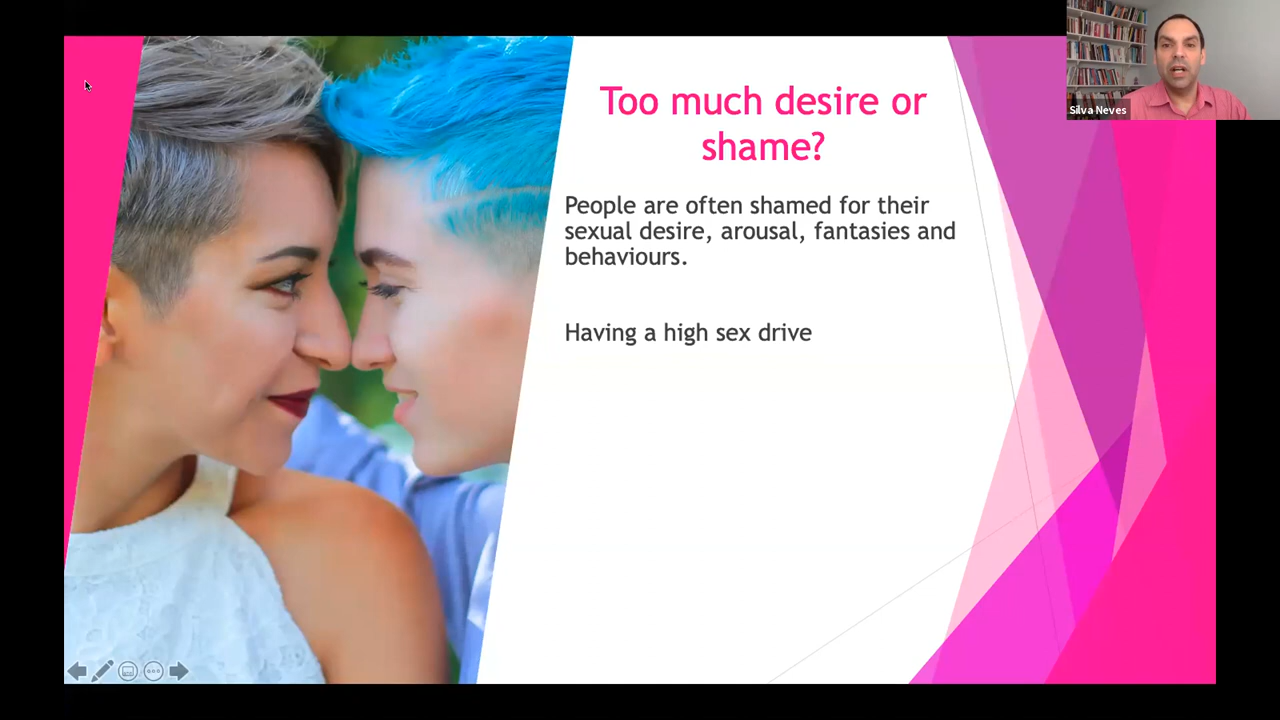 Too much desire or
shame?
People are often shamed for their
sexual desire, arousal, fantasies and
behaviours.
Having a high sex drive
Silva Neves